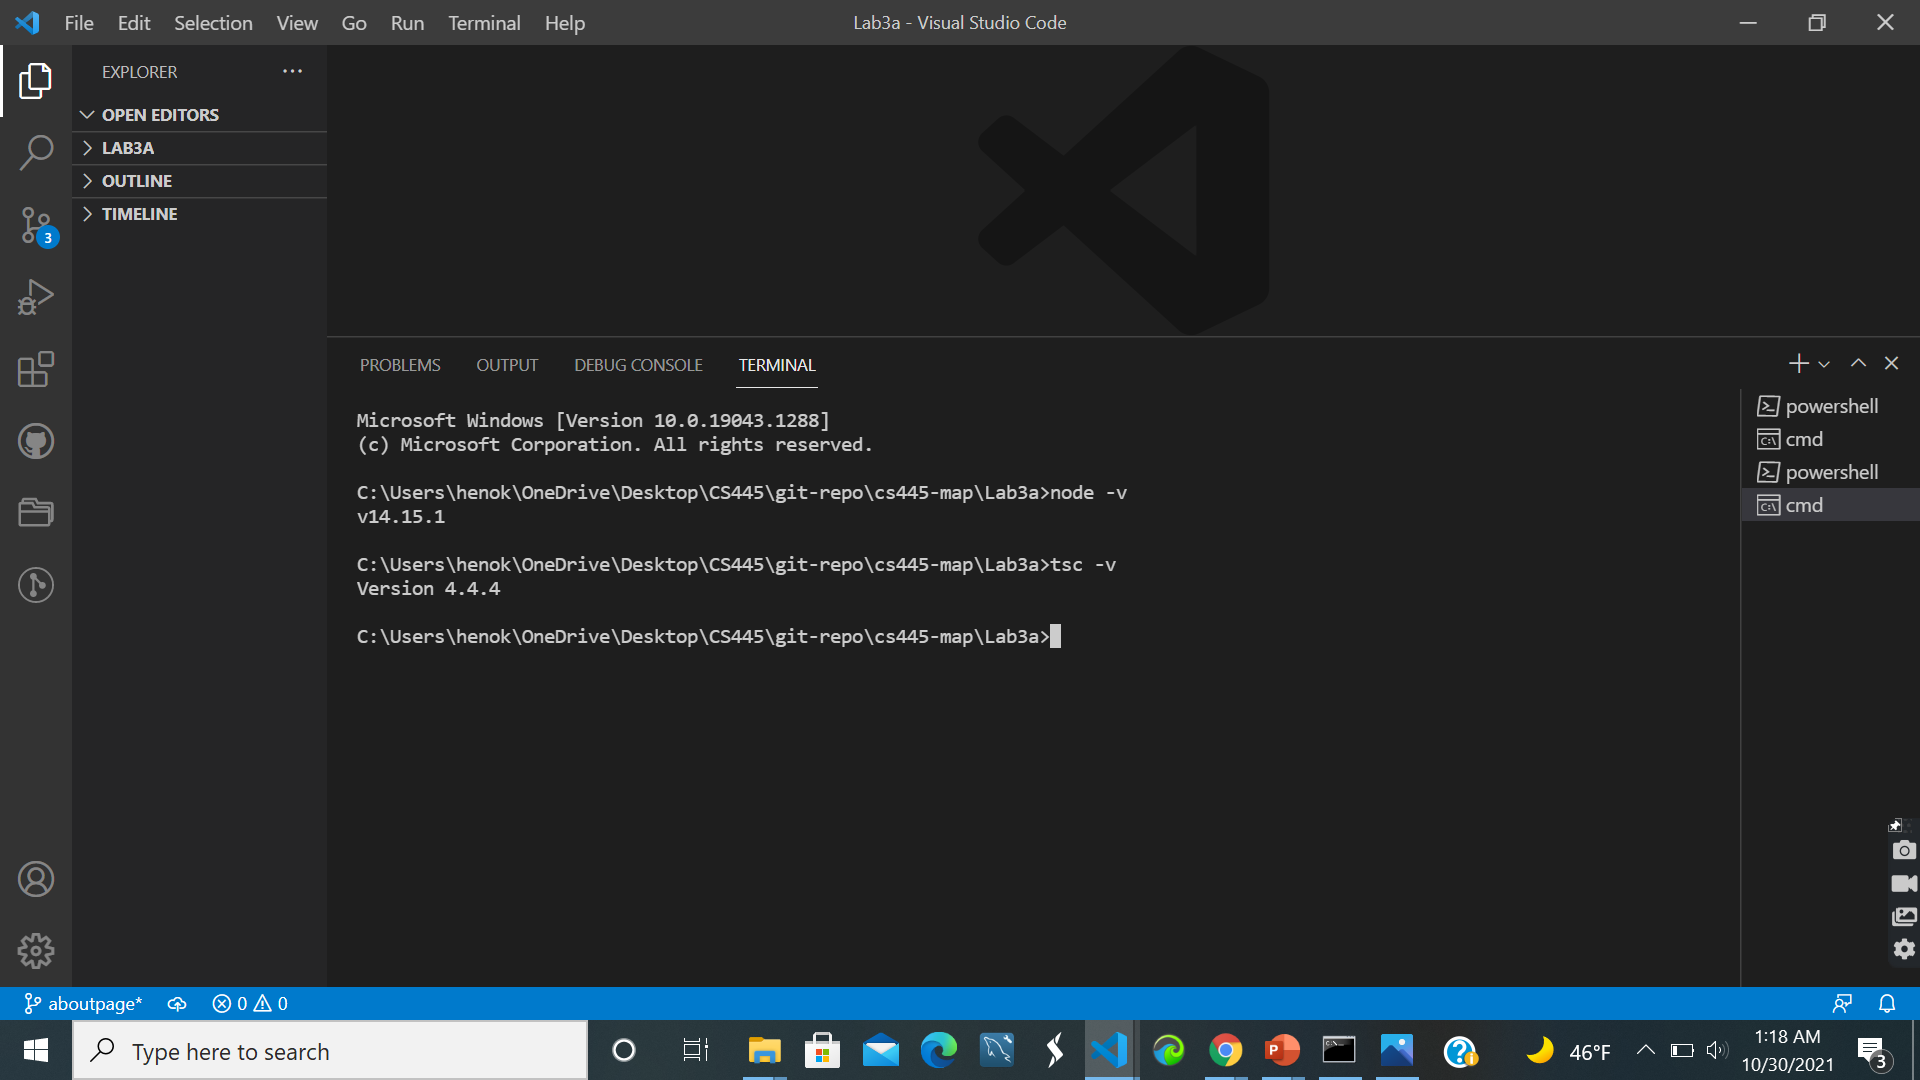 File Edit Selection View Go Run Terminal Help
Lab3a - Visual Studio Code
EXPLORER
OPEN EDITORS
LAB3A
OUTLINE
TIMELINE
3
PROBLEMS OUTPUT DEBUG CONSOLE TERMINAL
Microsoft Windows [Version 10.0.19043.1288]
(c) Microsoft Corporation. All rights reserved.
C:\Users\henok\OneDrive\Desktop\CS445\git-repo\cs445-map\Lab3a>node -v
v14.15.1
C:\Users\henok\OneDrive\Desktop\CS445\git-repo\cs445-map\Lab3a>tsc -v
Version 4.4.4
C:\Users\henok\OneDrive\Desktop\CS445\git-repo\cs445-map\Lab3a>
powershell
cmd
powershell
cmd
aboutpage* 0 0
Type here to search
46°F
1:18 AM
10/30/2021
3